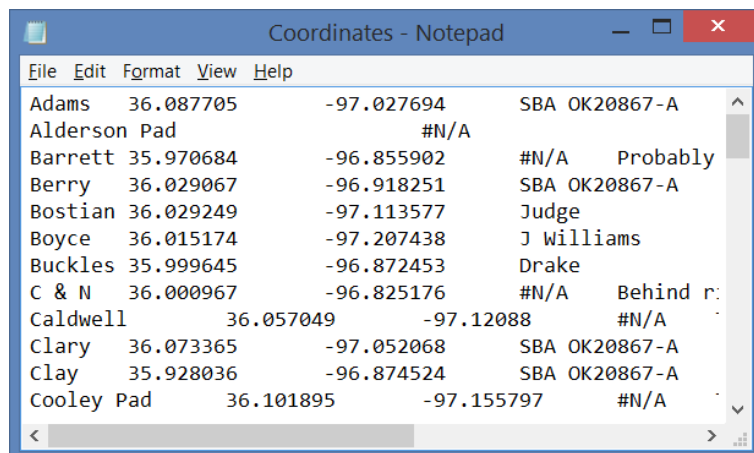 Coordinates - Notepad
File Edit Format View Help
Adams 36.087705 -97.027694 SBA OK20867-A
Alderson Pad #N/A
Barrett 35.970684 -96.855902 #N/A Probably
Berry 36.029067 -96.918251 SBA OK20867-A
Bostian 36.029249 -97.113577 Judge
Boyce 36.015174 -97.207438 J Williams
Buckles 35.999645 -96.872453 Drake
C & N 36.000967 -96.825176 #N/A Behind
Caldwell 36.057049 -97.12088 #N/A
Clary 36.073365 -97.052068 SBA OK20867-A
Clay 35.928036 -96.874524 SBA OK20867-A
Cooley Pad 36.101895 -97.155797 #N/A